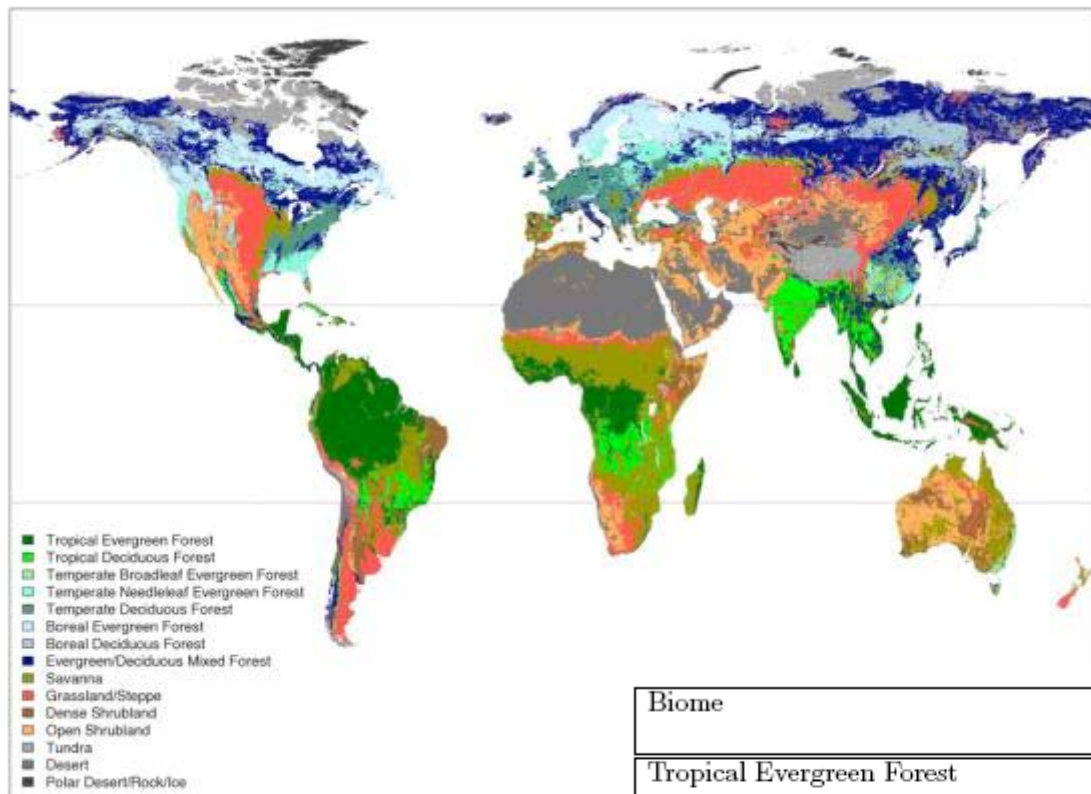 Tropical Evergreen Forest
Tropical Deciduous Forest
Temperate Broadleaf Evergreen Forest
Temperate Needleleaf Evergreen Forest
Temperate Deciduous Forest
Boreal Evergreen Forest
Boreal Deciduous Forest
Evergreen/Deciduous Mixed Forest
Savanna
Grassland/Steppe
Dense Shrubland
Open Shrubland
Tundra
Desert
Polar Desert/Rock/Ice
Biome
Tropical Evergreen Forest